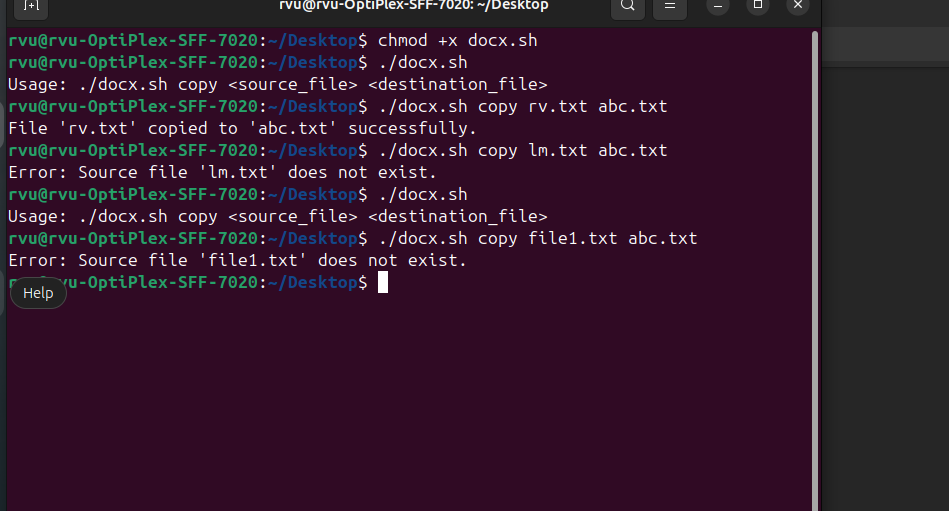 rvu@rvu-OptiPlex-SFF-7020: ~/Desktop
rvu@rvu-OptiPlex-SFF-7020:~/Desktop$ chmod +x docx.sh
rvu@rvu-OptiPlex-SFF-7020:~/Desktop$ ./docx.sh
Usage: ./docx.sh copy <source_file> <destination_file>
rvu@rvu-OptiPlex-SFF-7020:~/Desktop$ ./docx.sh copy rv.txt abc.txt
File 'rv.txt' copied to 'abc.txt' successfully.
rvu@rvu-OptiPlex-SFF-7020:~/Desktop$ ./docx.sh copy lm.txt abc.txt
Error: Source file 'lm.txt' does not exist.
rvu@rvu-OptiPlex-SFF-7020:~/Desktop$ ./docx.sh
Usage: ./docx.sh copy <source_file> <destination_file>
rvu@rvu-OptiPlex-SFF-7020:~/Desktop$ ./docx.sh copy file1.txt abc.txt
Error: Source file 'file1.txt' does not exist.
rvu@rvu-OptiPlex-SFF-7020:~/Desktop$
Help